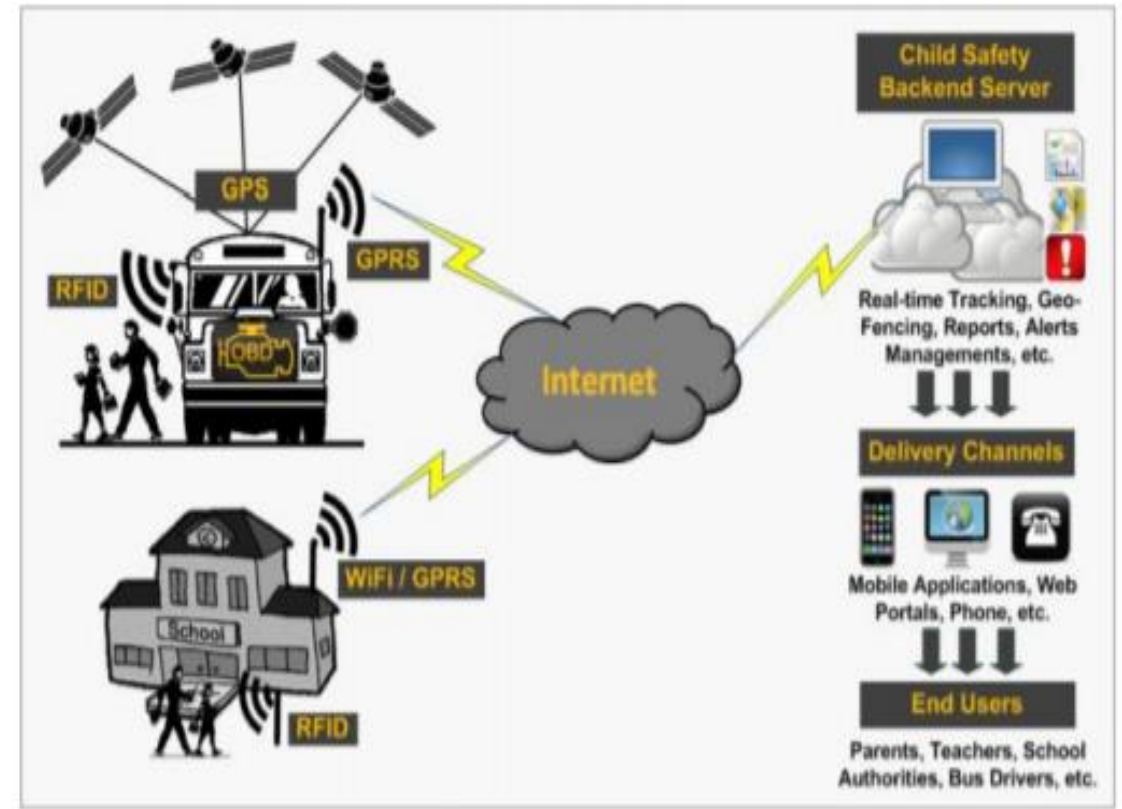 GPS
GPRS
RFID
OBD
Internet
WiFi / GPRS
School
RFID
Child Safety
Backend Server
Real-time Tracking, Geo-
Fencing, Reports, Alerts
Managements, etc.
Delivery Channels
Mobile Applications, Web
Portals, Phone, etc.
End Users
Parents, Teachers, School
Authorities, Bus Drivers, etc.